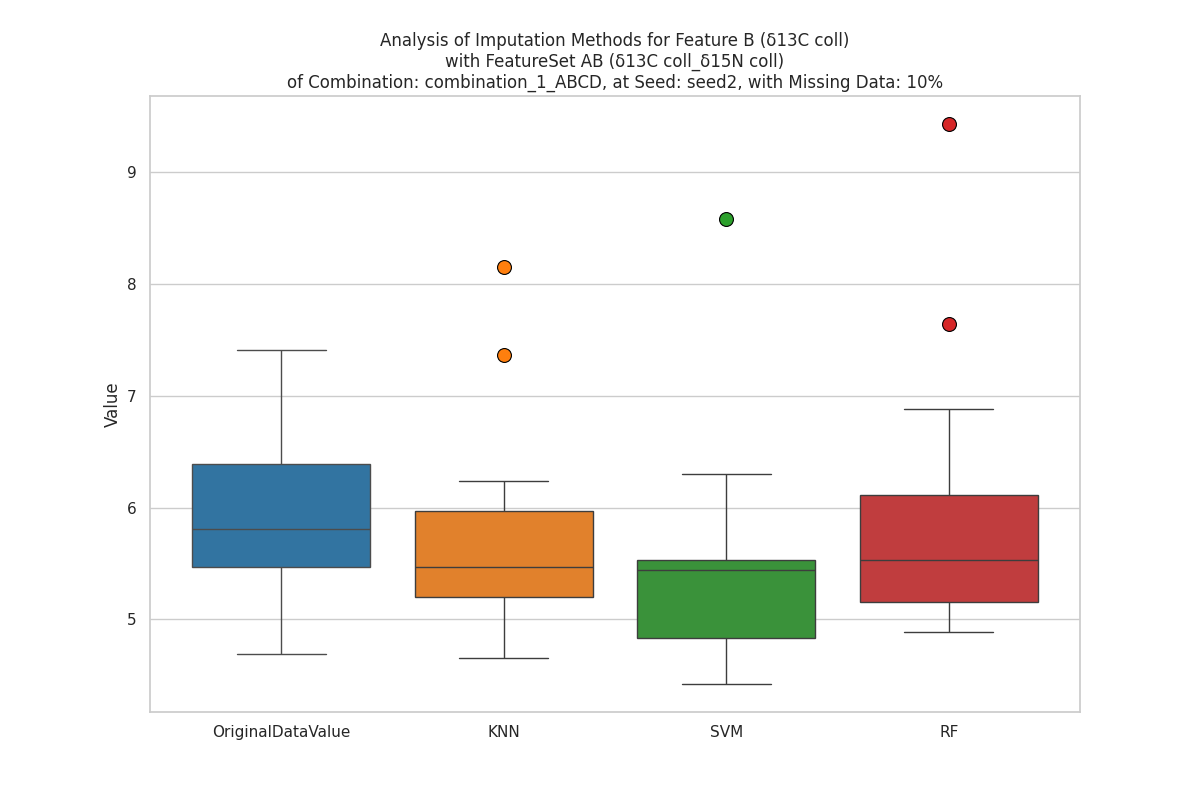 Analysis of Imputation Methods for Feature B (δ13C coll)
with FeatureSet AB (δ13C coll_δ15N coll)
of Combination: combination_1_ABCD, at Seed: seed2, with Missing Data: 10%
9
8
7
6
5
Value
OriginalDataValue KNN SVM RF